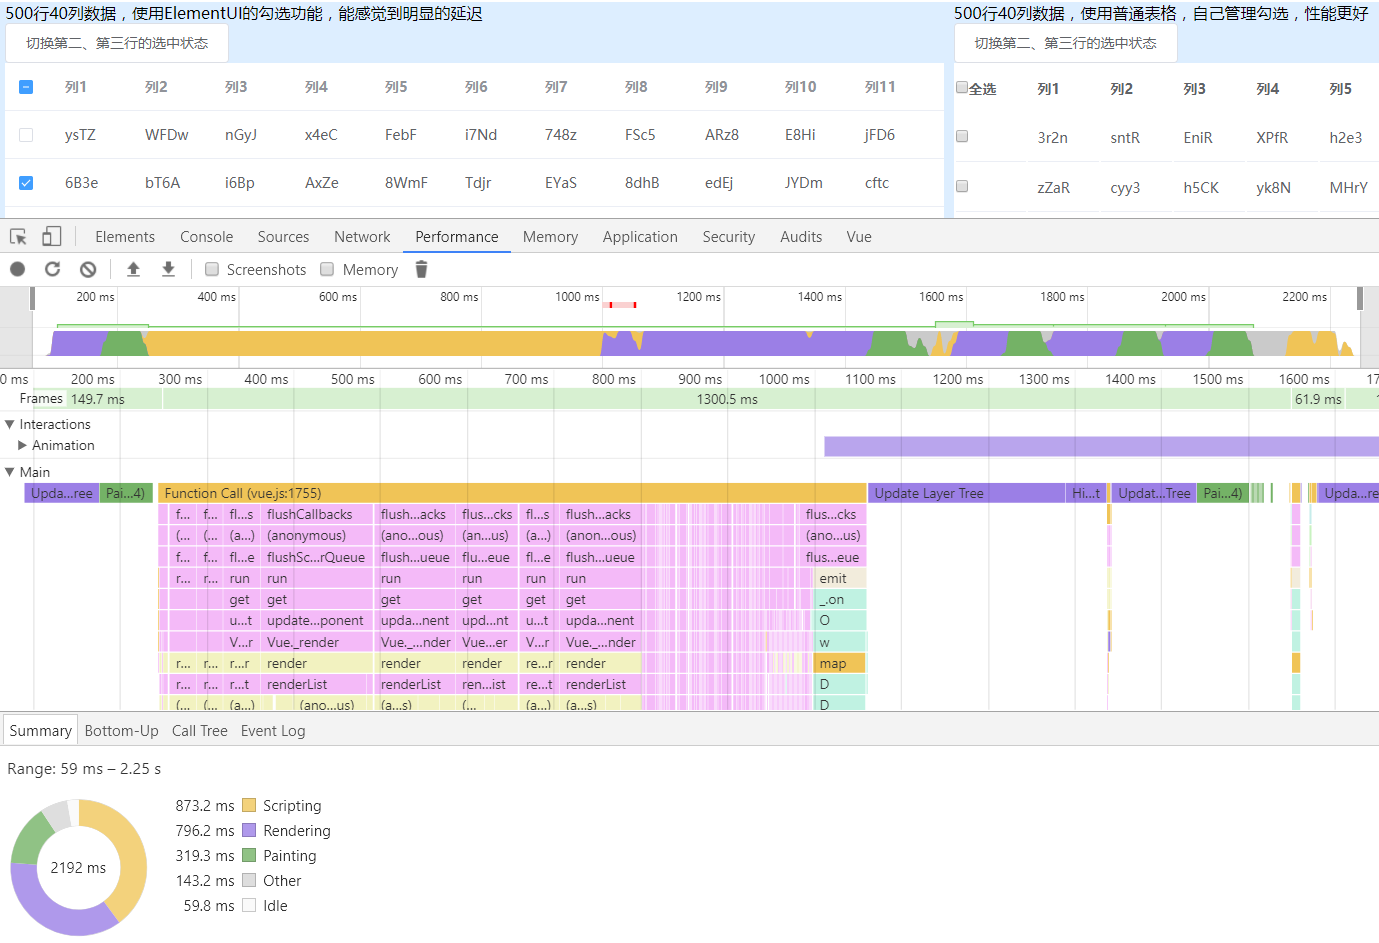 500行40列数据，使用ElementUI的勾选功能，能感觉到明显的延迟
切换第二、第三行的选中状态
列1 列2 列3 列4 列5 列6 列7 列8 列9 列10 列11
ysTZ WFDw nGyJ x4eC FebF i7Nd 748z FSc5 ARz8 E8Hi jFD6
6B3e bT6A i6Bp AxZe 8WmF Tdjr EYaS 8dhB edEj JYDm cftc
500行40列数据，使用普通表格，自己管理勾选，性能更好
切换第二、第三行的选中状态
全选 列1 列2 列3 列4 列5
3r2n sntR EniR XPfR h2e3
zZaR cyy3 h5CK yk8N MHrY
Elements Console Sources Network Performance Memory Application Security Audits Vue
Screenshots Memory
200 ms 400 ms 600 ms 800 ms 1000 ms 1200 ms 1400 ms 1600 ms 1800 ms 2000 ms 2200 ms
0 ms 200 ms 300 ms 400 ms 500 ms 600 ms 700 ms 800 ms 900 ms 1000 ms 1100 ms 1200 ms 1300 ms 1400 ms 1500 ms 1600 ms 17
Frames 149.7 ms 1300.5 ms 61.9 ms
Interactions
Animation
Main
Upda...ree Pai...4) Function Call (vue.js:1755) Update Layer Tree Hi...t Updat...Tree Pai...4) Upda...re
f... f... fl...s flushCallbacks flush...acks flus...cks fl...s flush...acks flus...cks
(... (... (a...) (anonymous) (ano...ous) (an...us) (a...) (anon...ous) (ano...us)
f... f... fl...e flushSc...rQueue flush...ueue flu...eue fl...e flush...ueue flus...eue
r... r... run run run run run run emit
get get get get get get _.on
u...t update...ponent upda...nent upd...nt u...t upda...nent O
V...r Vue._render Vue._...nder Vue...er V...r Vue._...nder w
r... r... r...r render render render re...r render map
r... r... r...t renderList renderList ren...ist re...t renderList D
(... (... (a...) (ano...us) (a...s) (... (a...) (a...s) D
Summary Bottom-Up Call Tree Event Log
Range: 59 ms – 2.25 s
2192 ms
873.2 ms Scripting
796.2 ms Rendering
319.3 ms Painting
143.2 ms Other
59.8 ms Idle